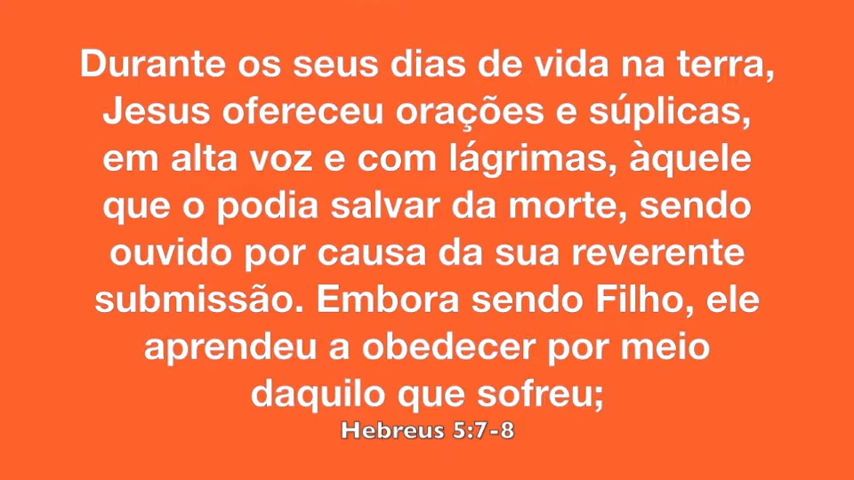 Durante os seus dias de vida na terra,
Jesus ofereceu orações e súplicas,
em alta voz e com lágrimas, àquele
que o podia salvar da morte, sendo
ouvido por causa da sua reverente
submissão. Embora sendo Filho, ele
aprendeu a obedecer por meio
daquilo que sofreu;
Hebreus 5:7-8